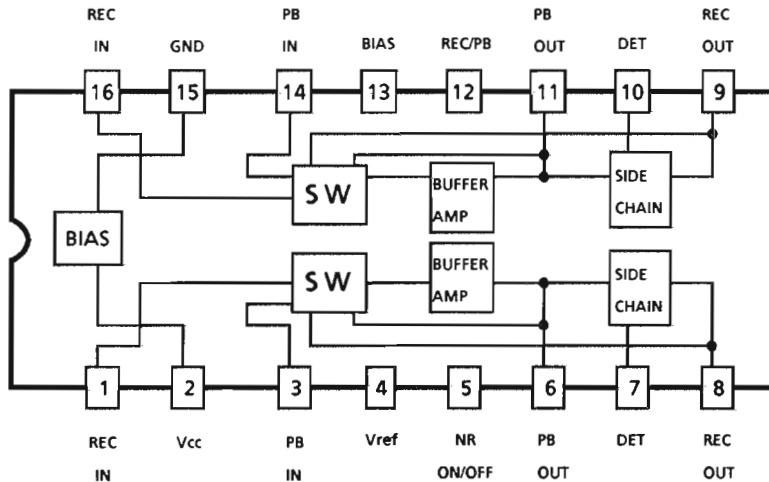 REC PB PB REC
IN GND IN BIAS REC/PB OUT DET OUT
16 15 14 13 12 11 10 9
SW BUFFER SIDE
AMP CHAIN
BIAS
SW BUFFER SIDE
AMP CHAIN
1 2 3 4 5 6 7 8
REC Vcc PB Vref NR PB DET REC
IN IN ON/OFF OUT OUT